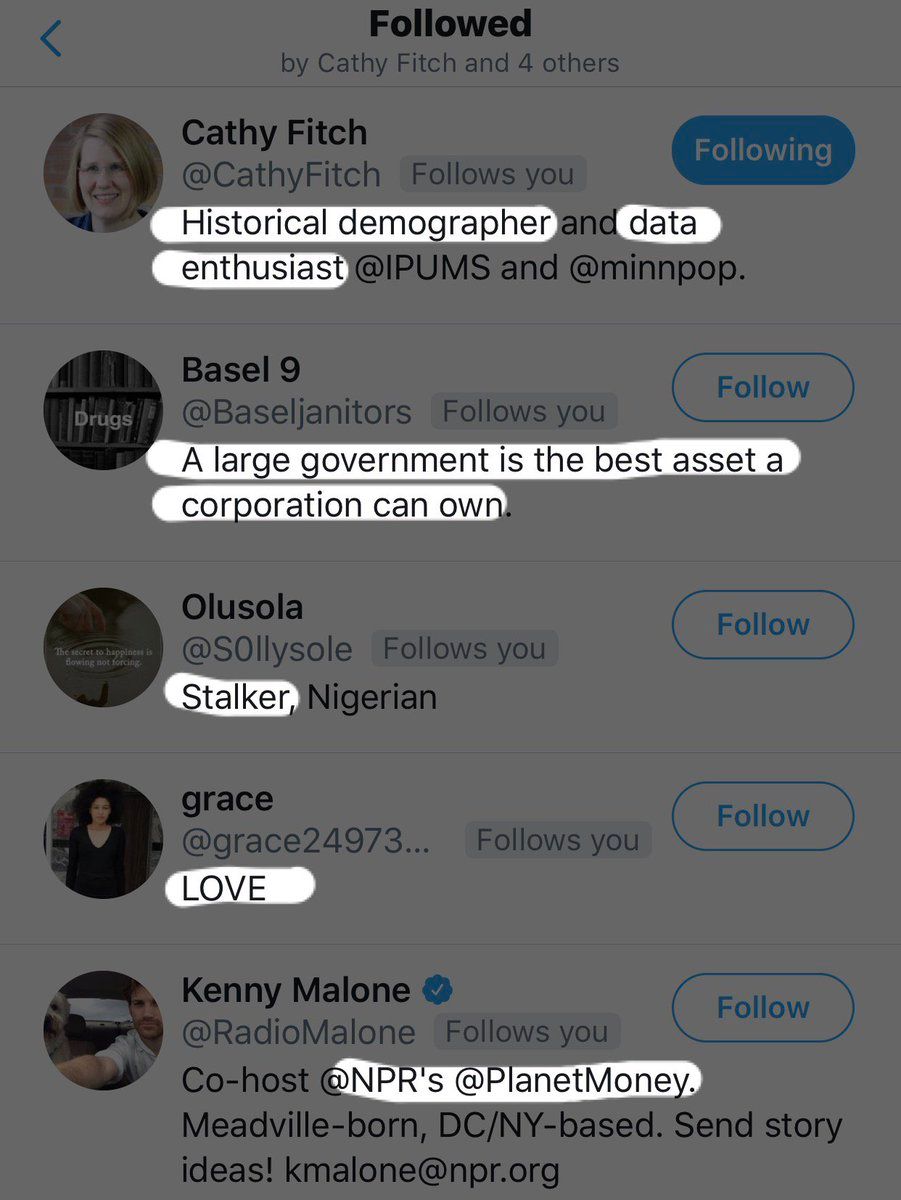 Followed
by Cathy Fitch and 4 others
Cathy Fitch
@CathyFitch Follows you
Following
Historical demographer and data
enthusiast @IPUMS and @minnpop.
Basel 9
@Baseljanitors Follows you
Follow
Drugs
A large government is the best asset a
corporation can own.
Olusola
@S0llysole Follows you
Follow
The secret to happiness is
flowing not forcing.
Stalker, Nigerian
grace
@grace24973... Follows you
Follow
LOVE
Kenny Malone
@RadioMalone Follows you
Follow
Co-host @NPR's @PlanetMoney.
Meadville-born, DC/NY-based. Send story
ideas! kmalone@npr.org